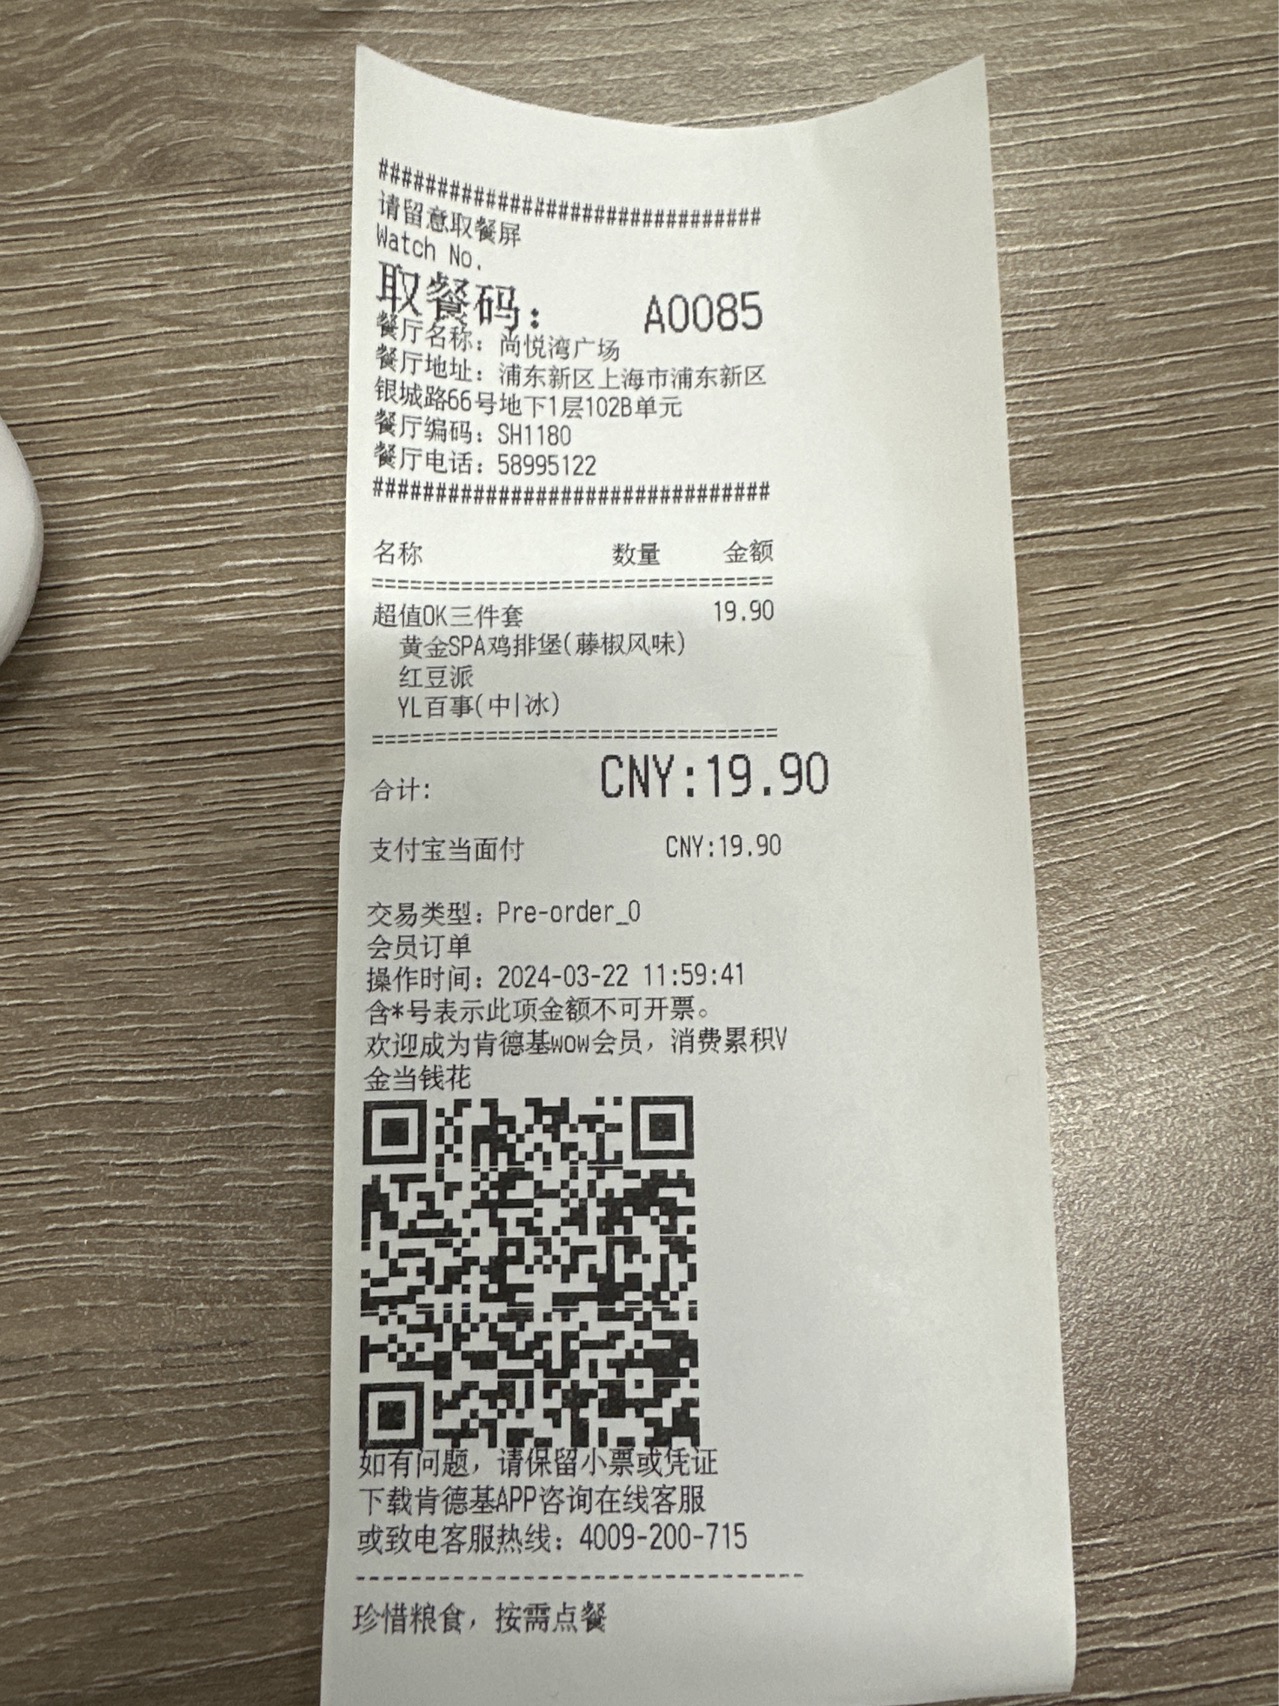 ################################
请留意取餐屏
Watch No.
取餐码： A0085
餐厅名称：尚悦湾广场
餐厅地址：浦东新区上海市浦东新区
银城路66号地下1层102B单元
餐厅编码：SH1180
餐厅电话：58995122
################################
名称 数量 金额
================================
超值OK三件套 19.90
黄金SPA鸡排堡(藤椒风味)
红豆派
YL百事(中|冰)
================================
合计: CNY:19.90
支付宝当面付 CNY:19.90
交易类型：Pre-order_0
会员订单
操作时间：2024-03-22 11:59:41
含*号表示此项金额不可开票。
欢迎成为肯德基wow会员，消费累积V
金当钱花
如有问题，请保留小票或凭证
下载肯德基APP咨询在线客服
或致电客服热线：4009-200-715
--------------------------------
珍惜粮食，按需点餐